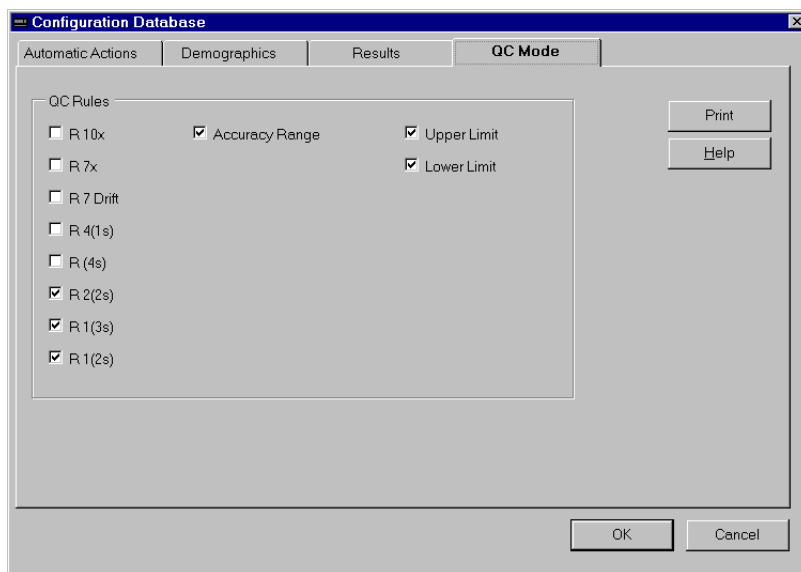 Configuration Database
Automatic Actions
Demographics
Results
QC Mode
QC Rules
R 10x
Accuracy Range
Upper Limit
R 7x
Lower Limit
R 7 Drift
R 4(1s)
R (4s)
R 2(2s)
R 1(3s)
R 1(2s)
Print
Help
OK
Cancel